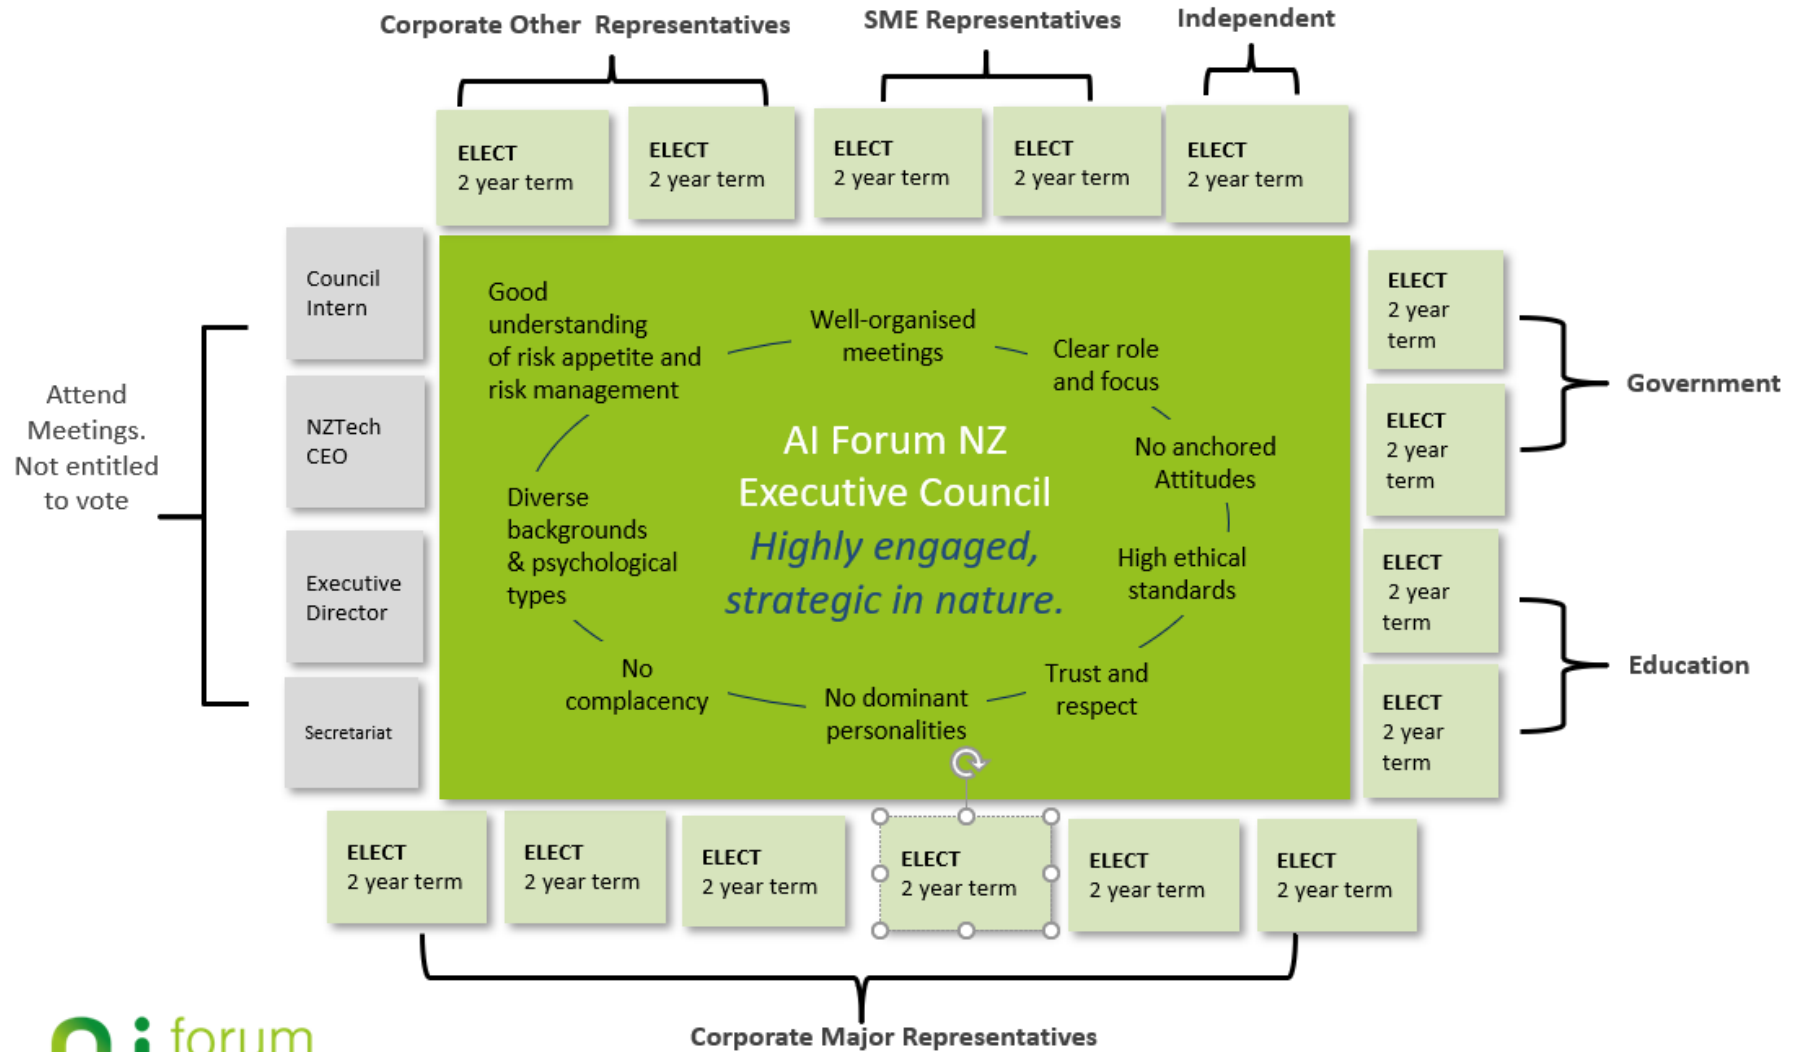 Corporate Other Representatives
SME Representatives
Independent
ELECT
2 year term
ELECT
2 year term
ELECT
2 year term
ELECT
2 year term
ELECT
2 year term
Attend
Meetings.
Not entitled
to vote
Council
Intern
NZTech
CEO
Executive
Director
Secretariat
Good
understanding
of risk appetite and
risk management
Well-organised
meetings
Clear role
and focus
No anchored
Attitudes
High ethical
standards
Trust and
respect
No dominant
personalities
No
complacency
Diverse
backgrounds
& psychological
types
AI Forum NZ
Executive Council
Highly engaged,
strategic in nature.
ELECT
2 year
term
ELECT
2 year
term
Government
ELECT
2 year
term
ELECT
2 year
term
Education
ELECT
2 year term
ELECT
2 year term
ELECT
2 year term
ELECT
2 year term
ELECT
2 year term
ELECT
2 year term
Corporate Major Representatives
ai forum